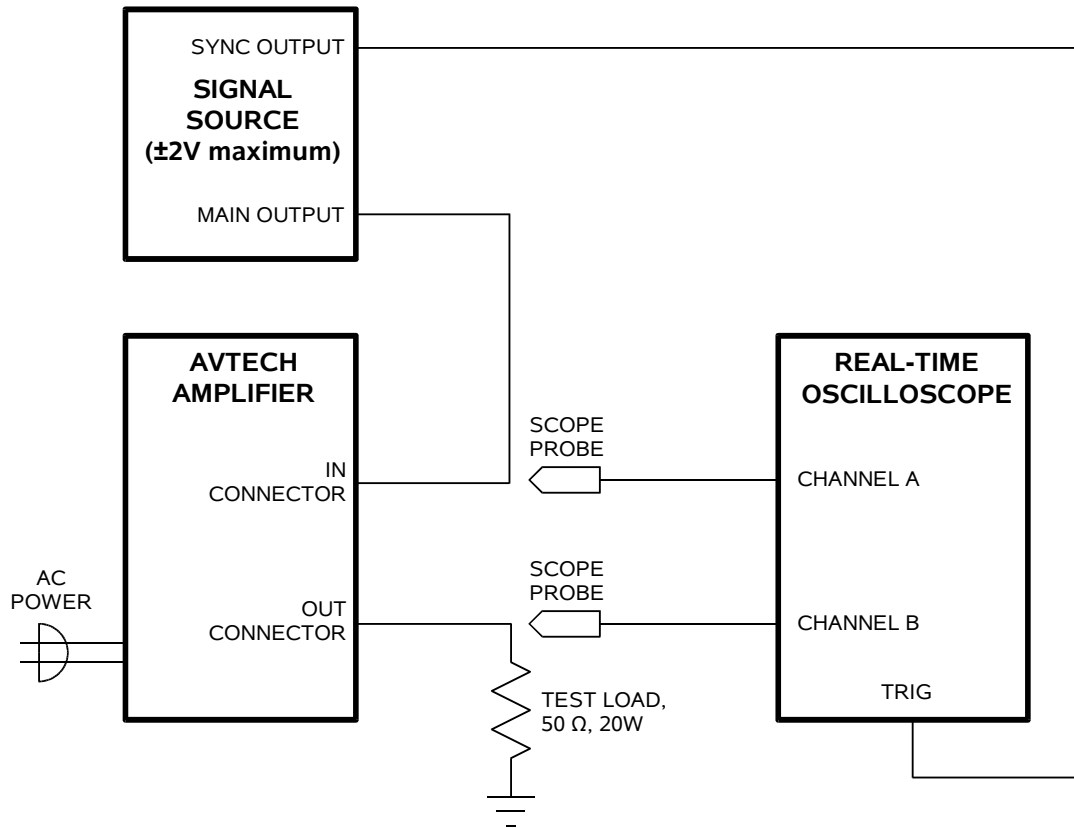 SYNC OUTPUT
SIGNAL
SOURCE
(±2V maximum)
MAIN OUTPUT
AVTECH
AMPLIFIER
IN
CONNECTOR
OUT
CONNECTOR
AC
POWER
SCOPE
PROBE
SCOPE
PROBE
TEST LOAD,
50 Ω, 20W
REAL-TIME
OSCILLOSCOPE
CHANNEL A
CHANNEL B
TRIG